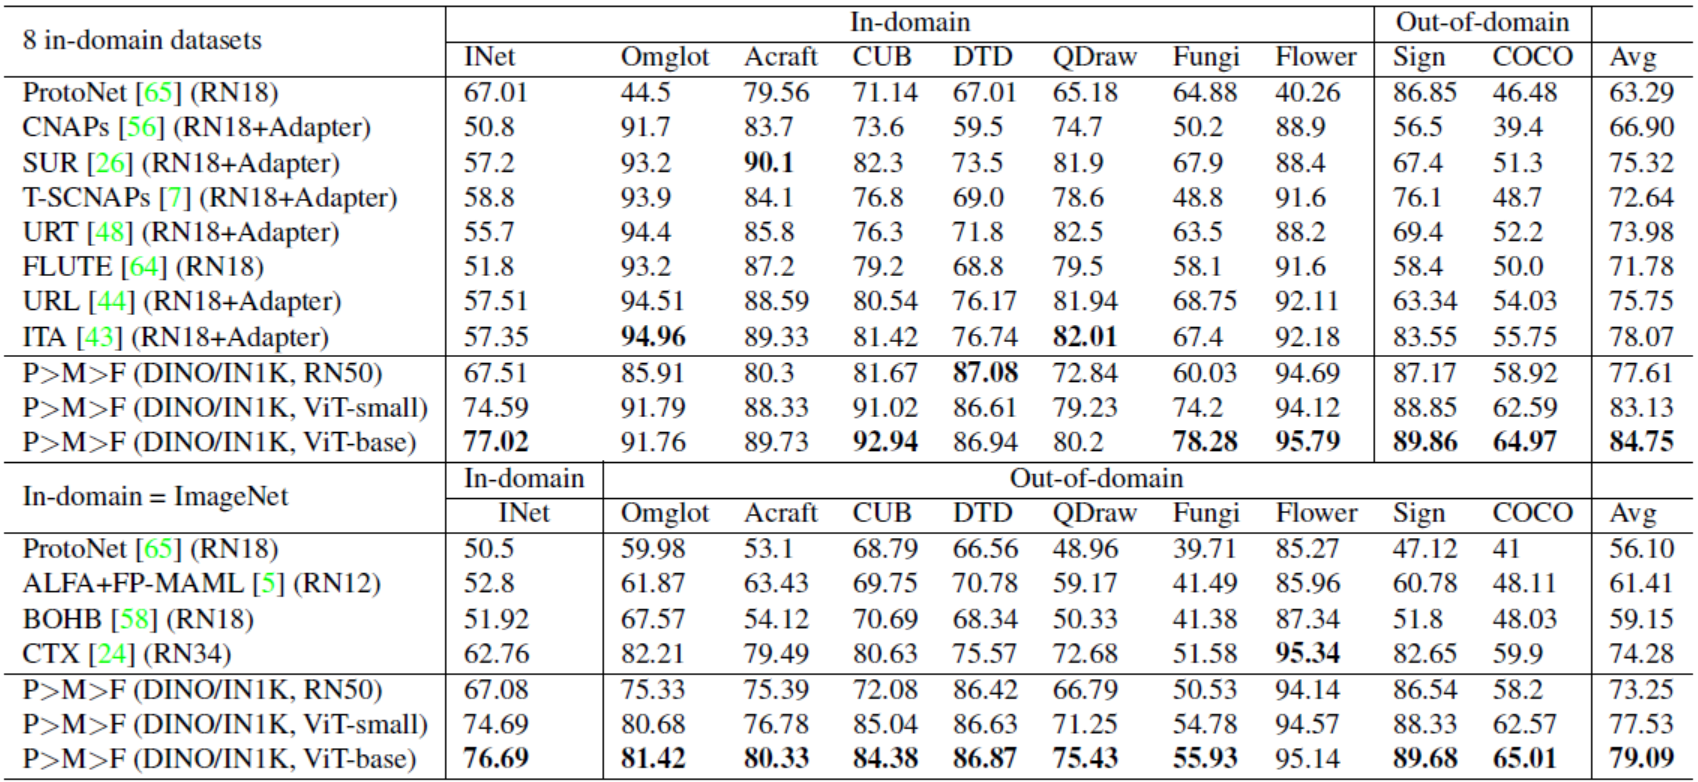 8 in-domain datasets In-domain Out-of-domain
INet Omglot Acraft CUB DTD QDraw Fungi Flower Sign COCO Avg
ProtoNet [65] (RN18) 67.01 44.5 79.56 71.14 67.01 65.18 64.88 40.26 86.85 46.48 63.29
CNAPs [56] (RN18+Adapter) 50.8 91.7 83.7 73.6 59.5 74.7 50.2 88.9 56.5 39.4 66.90
SUR [26] (RN18+Adapter) 57.2 93.2 90.1 82.3 73.5 81.9 67.9 88.4 67.4 51.3 75.32
T-SCNAPs [7] (RN18+Adapter) 58.8 93.9 84.1 76.8 69.0 78.6 48.8 91.6 76.1 48.7 72.64
URT [48] (RN18+Adapter) 55.7 94.4 85.8 76.3 71.8 82.5 63.5 88.2 69.4 52.2 73.98
FLUTE [64] (RN18) 51.8 93.2 87.2 79.2 68.8 79.5 58.1 91.6 58.4 50.0 71.78
URL [44] (RN18+Adapter) 57.51 94.51 88.59 80.54 76.17 81.94 68.75 92.11 63.34 54.03 75.75
ITA [43] (RN18+Adapter) 57.35 94.96 89.33 81.42 76.74 82.01 67.4 92.18 83.55 55.75 78.07
P>M>F (DINO/IN1K, RN50) 67.51 85.91 80.3 81.67 87.08 72.84 60.03 94.69 87.17 58.92 77.61
P>M>F (DINO/IN1K, ViT-small) 74.59 91.79 88.33 91.02 86.61 79.23 74.2 94.12 88.85 62.59 83.13
P>M>F (DINO/IN1K, ViT-base) 77.02 91.76 89.73 92.94 86.94 80.2 78.28 95.79 89.86 64.97 84.75
In-domain = ImageNet In-domain Out-of-domain
INet Omglot Acraft CUB DTD QDraw Fungi Flower Sign COCO Avg
ProtoNet [65] (RN18) 50.5 59.98 53.1 68.79 66.56 48.96 39.71 85.27 47.12 41 56.10
ALFA+FP-MAML [5] (RN12) 52.8 61.87 63.43 69.75 70.78 59.17 41.49 85.96 60.78 48.11 61.41
BOHB [58] (RN18) 51.92 67.57 54.12 70.69 68.34 50.33 41.38 87.34 51.8 48.03 59.15
CTX [24] (RN34) 62.76 82.21 79.49 80.63 75.57 72.68 51.58 95.34 82.65 59.9 74.28
P>M>F (DINO/IN1K, RN50) 67.08 75.33 75.39 72.08 86.42 66.79 50.53 94.14 86.54 58.2 73.25
P>M>F (DINO/IN1K, ViT-small) 74.69 80.68 76.78 85.04 86.63 71.25 54.78 94.57 88.33 62.57 77.53
P>M>F (DINO/IN1K, ViT-base) 76.69 81.42 80.33 84.38 86.87 75.43 55.93 95.14 89.68 65.01 79.09